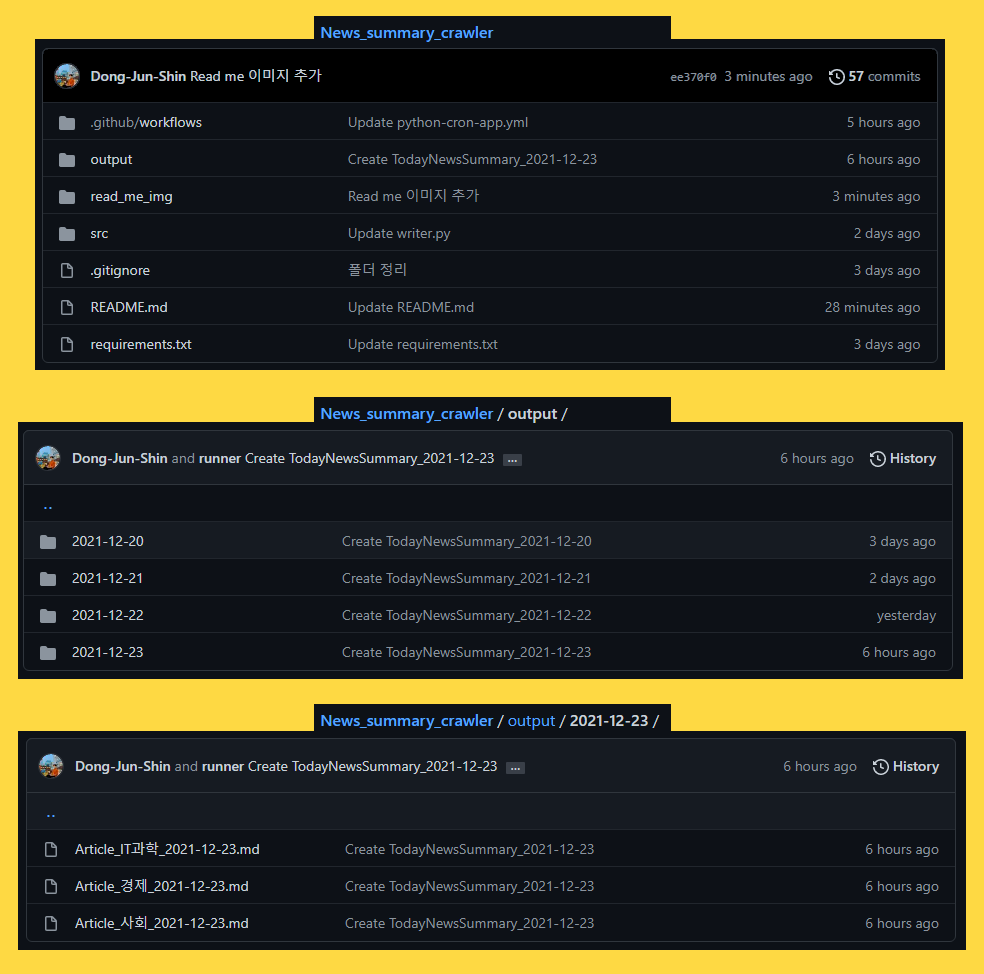 News_summary_crawler
Dong-Jun-Shin Read me 이미지 추가 ee370f0 3 minutes ago 57 commits
.github/workflows Update python-cron-app.yml 5 hours ago
output Create TodayNewsSummary_2021-12-23 6 hours ago
read_me_img Read me 이미지 추가 3 minutes ago
src Update writer.py 2 days ago
.gitignore 폴더 정리 3 days ago
README.md Update README.md 28 minutes ago
requirements.txt Update requirements.txt 3 days ago
News_summary_crawler / output /
Dong-Jun-Shin and runner Create TodayNewsSummary_2021-12-23 ... 6 hours ago History
..
2021-12-20 Create TodayNewsSummary_2021-12-20 3 days ago
2021-12-21 Create TodayNewsSummary_2021-12-21 2 days ago
2021-12-22 Create TodayNewsSummary_2021-12-22 yesterday
2021-12-23 Create TodayNewsSummary_2021-12-23 6 hours ago
News_summary_crawler / output / 2021-12-23 /
Dong-Jun-Shin and runner Create TodayNewsSummary_2021-12-23 ... 6 hours ago History
..
Article_IT과학_2021-12-23.md Create TodayNewsSummary_2021-12-23 6 hours ago
Article_경제_2021-12-23.md Create TodayNewsSummary_2021-12-23 6 hours ago
Article_사회_2021-12-23.md Create TodayNewsSummary_2021-12-23 6 hours ago